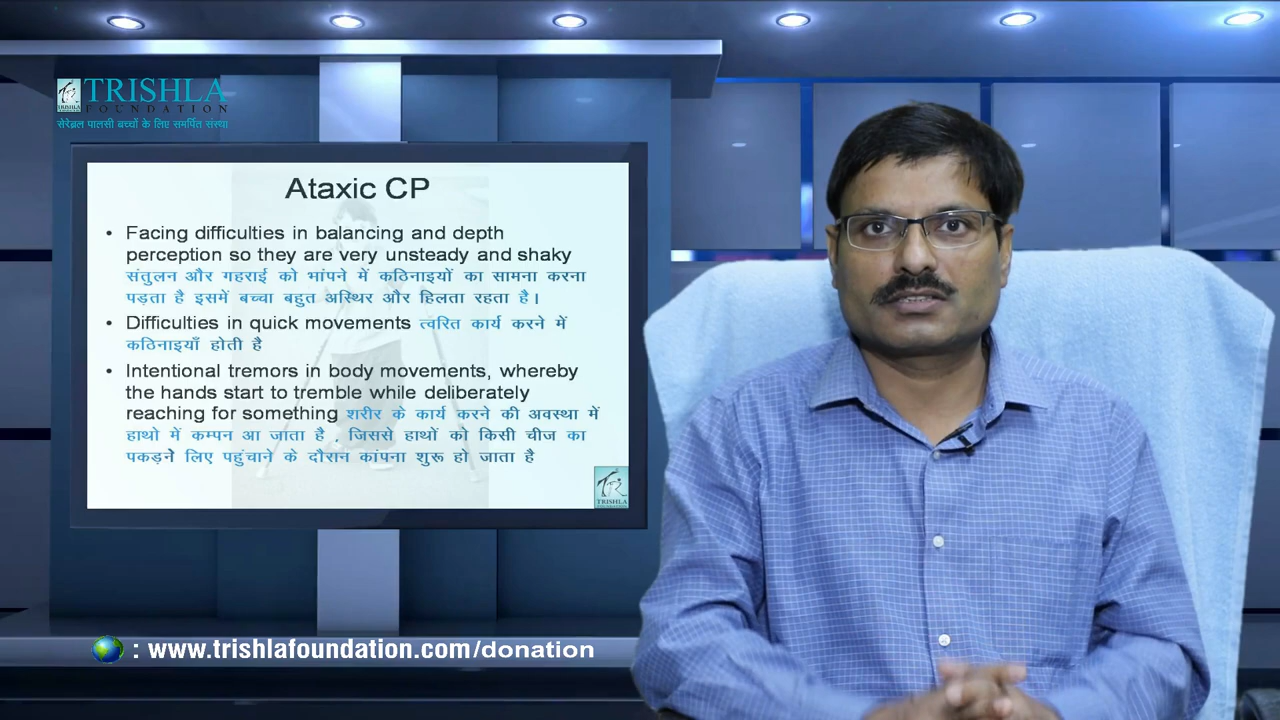 TRISHLA
FOUNDATION
सेरेब्रल पालसी बच्चों के लिए समर्पित संस्था
Ataxic CP
• Facing difficulties in balancing and depth
perception so they are very unsteady and shaky
संतुलन और गहराई को भांपने में कठिनाइयों का सामना करना
पड़ता है इसमें बच्चा बहुत अस्थिर और हिलता रहता है।
• Difficulties in quick movements त्वरित कार्य करने में
कठिनाइयाँ होती है
• Intentional tremors in body movements, whereby
the hands start to tremble while deliberately
reaching for something शरीर के कार्य करने की अवस्था में
हाथो में कम्पन आ जाता है , जिससे हाथों को किसी चीज का
पकड़ने लिए पहुंचाने के दौरान कांपना शुरू हो जाता है
TRISHLA
: www.trishlafoundation.com/donation